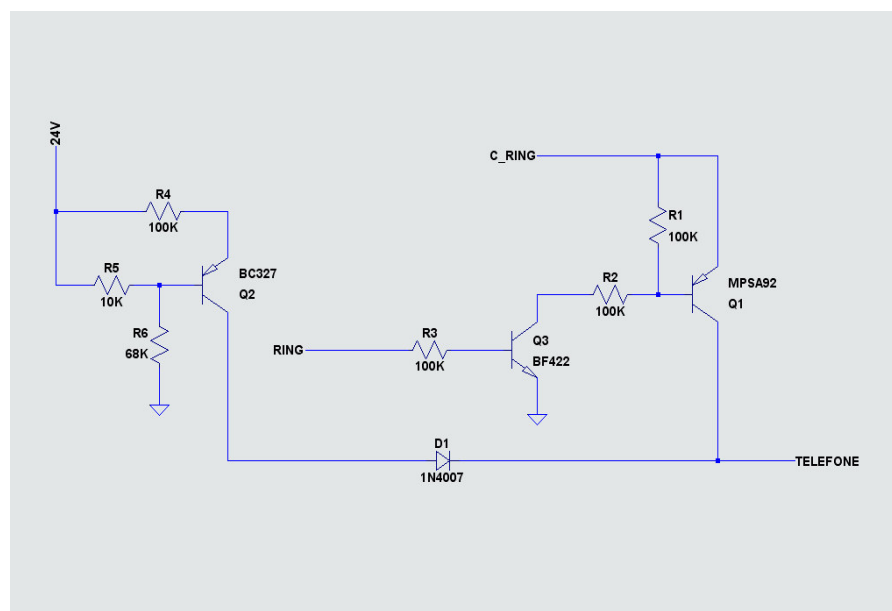 24V
C_RING
R4
100K
R1
100K
R5
10K
BC327
Q2
R2
100K
MPSA92
Q1
R6
68K
RING
R3
100K
Q3
BF422
D1
1N4007
TELEFONE